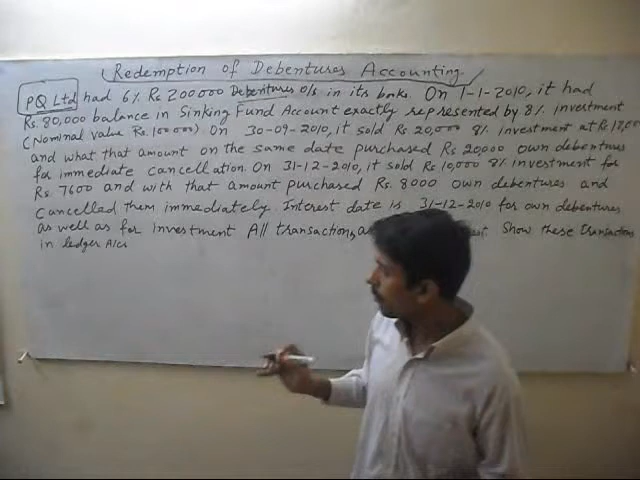 Redemption of Debentures Accounting
PQ Ltd had 6% Rs 200000 Debentures o/s in its books. On 1-1-2010, it had
Rs. 80,000 balance in Sinking Fund Account exactly represented by 8% investment
(Nominal value Rs. 100000) On 30-09-2010, it sold Rs 20,000 8% investment at Rs
and what that amount on the same date purchased Rs 20,000 own debentures
for immediate cancellation. On 31-12-2010, it sold Rs 10,000 8% investment for
Rs. 7600 and with that amount purchased Rs. 8000 own debentures and
cancelled them immediately. Interest date is 31-12-2010 for own debentures
as well as for investment All transactions Show these transactions
in ledger A/cs